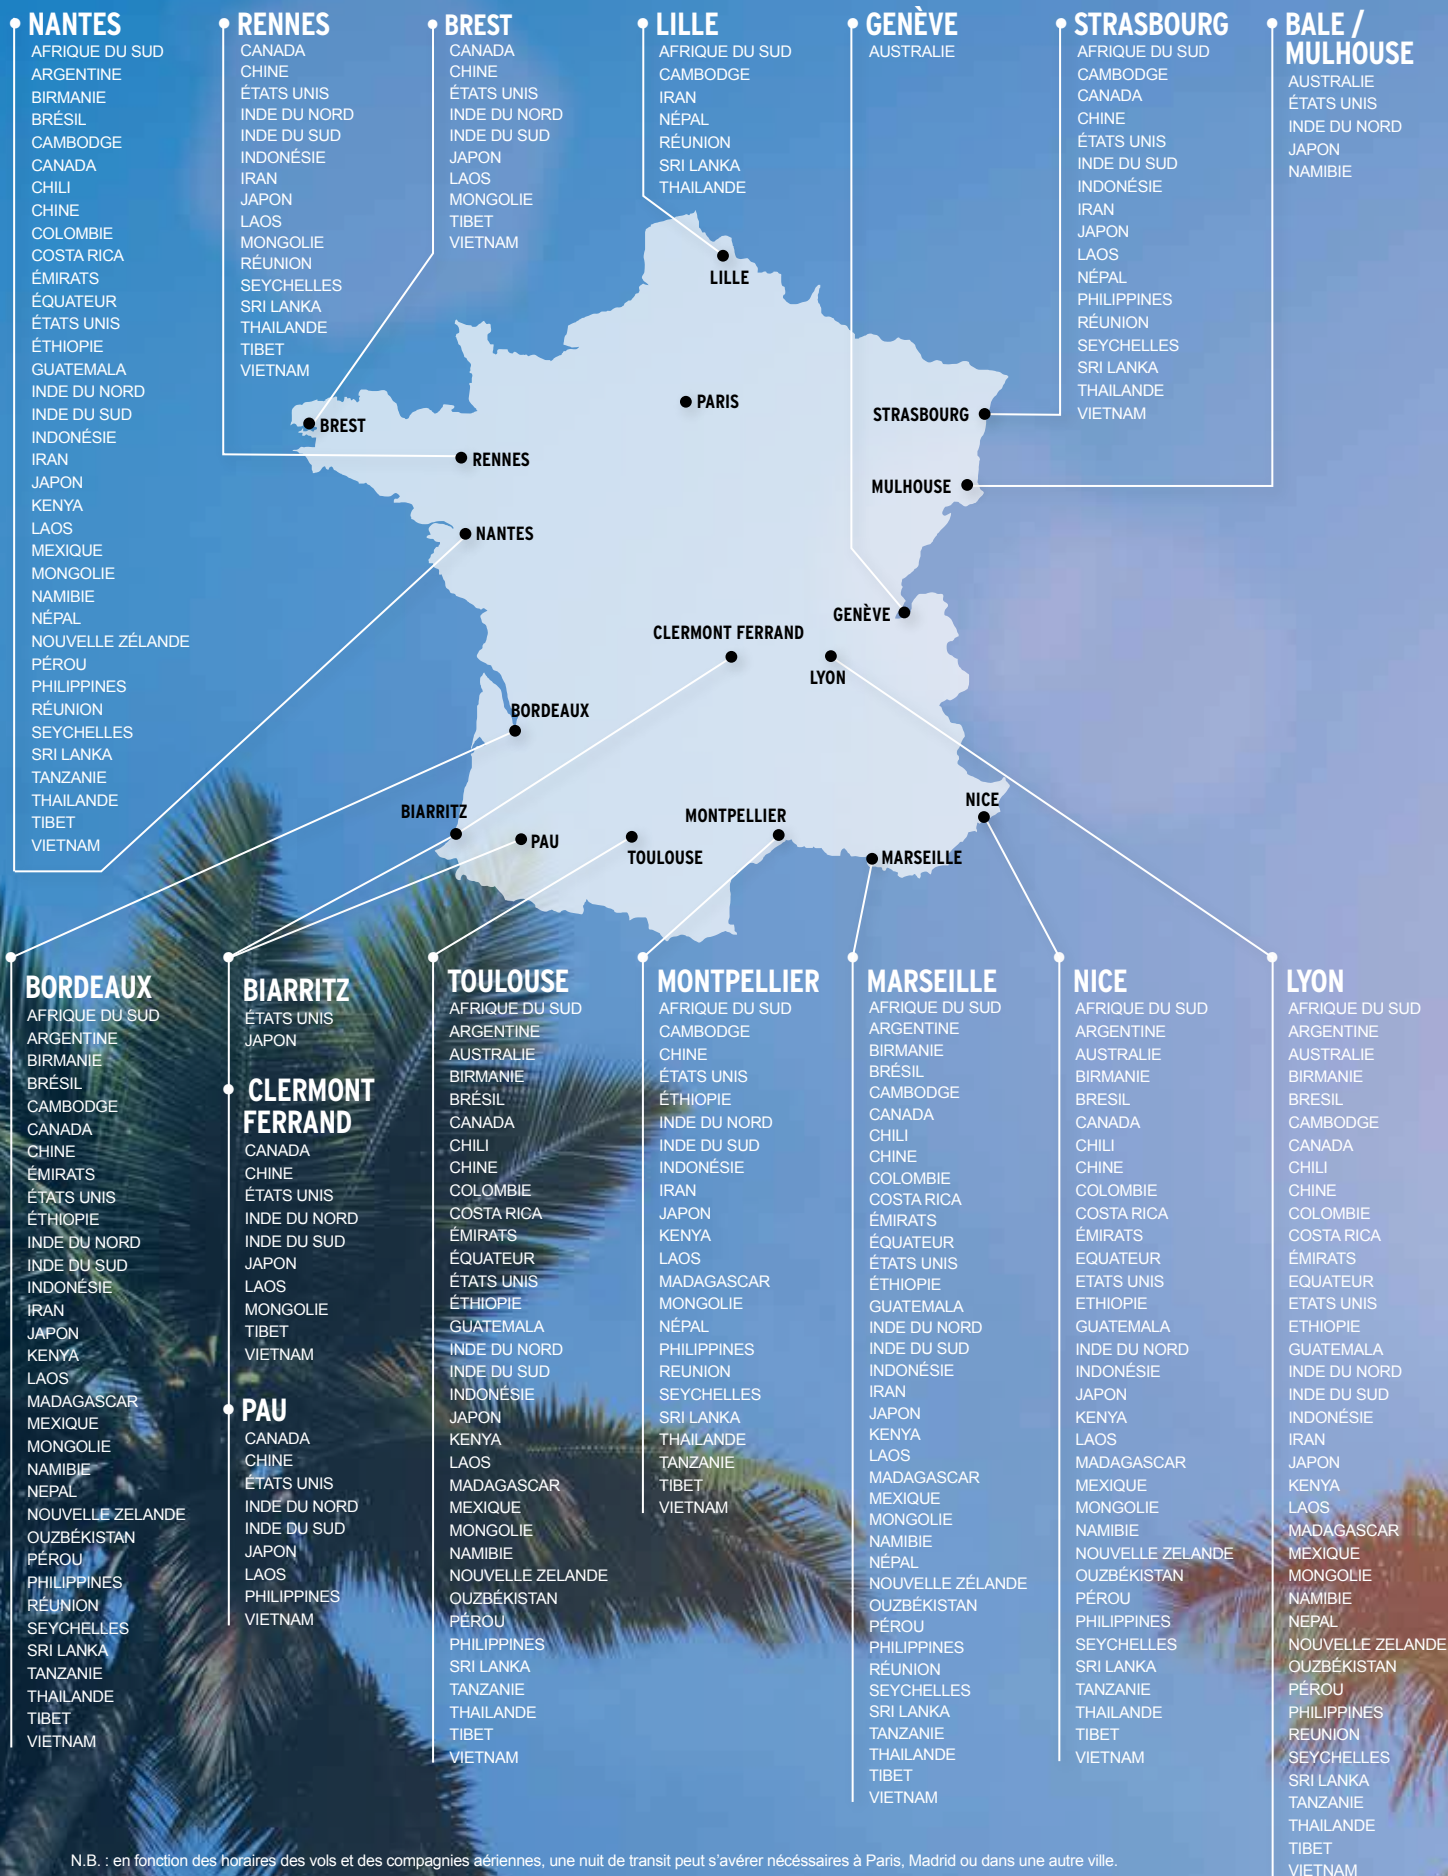 NANTES
AFRIQUE DU SUD
ARGENTINE
BIRMANIE
BRÉSIL
CAMBODGE
CANADA
CHILI
CHINE
COLOMBIE
COSTA RICA
ÉMIRATS
ÉQUATEUR
ÉTATS UNIS
ÉTHIOPIE
GUATEMALA
INDE DU NORD
INDE DU SUD
INDONÉSIE
IRAN
JAPON
KENYA
LAOS
MEXIQUE
MONGOLIE
NAMIBIE
NÉPAL
NOUVELLE ZÉLANDE
PÉROU
PHILIPPINES
RÉUNION
SEYCHELLES
SRI LANKA
TANZANIE
THAILANDE
TIBET
VIETNAM
RENNES
CANADA
CHINE
ÉTATS UNIS
INDE DU NORD
INDE DU SUD
INDONÉSIE
IRAN
JAPON
LAOS
MONGOLIE
RÉUNION
SEYCHELLES
SRI LANKA
THAILANDE
TIBET
VIETNAM
BREST
CANADA
CHINE
ÉTATS UNIS
INDE DU NORD
INDE DU SUD
JAPON
LAOS
MONGOLIE
TIBET
VIETNAM
LILLE
AFRIQUE DU SUD
CAMBODGE
IRAN
NÉPAL
RÉUNION
SRI LANKA
THAILANDE
GENÈVE
AUSTRALIE
STRASBOURG
AFRIQUE DU SUD
CAMBODGE
CANADA
CHINE
ÉTATS UNIS
INDE DU SUD
INDONÉSIE
IRAN
JAPON
LAOS
NÉPAL
PHILIPPINES
RÉUNION
SEYCHELLES
SRI LANKA
THAILANDE
VIETNAM
BALE /
MULHOUSE
AUSTRALIE
ÉTATS UNIS
INDE DU NORD
JAPON
NAMIBIE
LILLE
PARIS
STRASBOURG
BREST
RENNES
MULHOUSE
NANTES
GENÈVE
CLERMONT FERRAND
LYON
BORDEAUX
BIARRITZ
PAU
TOULOUSE
MONTPELLIER
NICE
MARSEILLE
BORDEAUX
AFRIQUE DU SUD
ARGENTINE
BIRMANIE
BRÉSIL
CAMBODGE
CANADA
CHINE
ÉMIRATS
ÉTATS UNIS
ÉTHIOPIE
INDE DU NORD
INDE DU SUD
INDONÉSIE
IRAN
JAPON
KENYA
LAOS
MADAGASCAR
MEXIQUE
MONGOLIE
NAMIBIE
NEPAL
NOUVELLE ZELANDE
OUZBÉKISTAN
PÉROU
PHILIPPINES
RÉUNION
SEYCHELLES
SRI LANKA
TANZANIE
THAILANDE
TIBET
VIETNAM
BIARRITZ
ÉTATS UNIS
JAPON
CLERMONT
FERRAND
CANADA
CHINE
ÉTATS UNIS
INDE DU NORD
INDE DU SUD
JAPON
LAOS
MONGOLIE
TIBET
VIETNAM
PAU
CANADA
CHINE
ÉTATS UNIS
INDE DU NORD
INDE DU SUD
JAPON
LAOS
PHILIPPINES
VIETNAM
TOULOUSE
AFRIQUE DU SUD
ARGENTINE
AUSTRALIE
BIRMANIE
BRÉSIL
CANADA
CHILI
CHINE
COLOMBIE
COSTA RICA
ÉMIRATS
ÉQUATEUR
ÉTATS UNIS
ÉTHIOPIE
GUATEMALA
INDE DU NORD
INDE DU SUD
INDONÉSIE
JAPON
KENYA
LAOS
MADAGASCAR
MEXIQUE
MONGOLIE
NAMIBIE
NOUVELLE ZELANDE
OUZBÉKISTAN
PÉROU
PHILIPPINES
SRI LANKA
TANZANIE
THAILANDE
TIBET
VIETNAM
MONTPELLIER
AFRIQUE DU SUD
CAMBODGE
CHINE
ÉTATS UNIS
ÉTHIOPIE
INDE DU NORD
INDE DU SUD
INDONÉSIE
IRAN
JAPON
KENYA
LAOS
MADAGASCAR
MONGOLIE
NÉPAL
PHILIPPINES
REUNION
SEYCHELLES
SRI LANKA
THAILANDE
TANZANIE
TIBET
VIETNAM
MARSEILLE
AFRIQUE DU SUD
ARGENTINE
BIRMANIE
BRÉSIL
CAMBODGE
CANADA
CHILI
CHINE
COLOMBIE
COSTA RICA
ÉMIRATS
ÉQUATEUR
ÉTATS UNIS
ÉTHIOPIE
GUATEMALA
INDE DU NORD
INDE DU SUD
INDONÉSIE
IRAN
JAPON
KENYA
LAOS
MADAGASCAR
MEXIQUE
MONGOLIE
NAMIBIE
NÉPAL
NOUVELLE ZÉLANDE
OUZBÉKISTAN
PÉROU
PHILIPPINES
RÉUNION
SEYCHELLES
SRI LANKA
TANZANIE
THAILANDE
TIBET
VIETNAM
NICE
AFRIQUE DU SUD
ARGENTINE
AUSTRALIE
BIRMANIE
BRESIL
CANADA
CHILI
CHINE
COLOMBIE
COSTA RICA
ÉMIRATS
EQUATEUR
ETATS UNIS
ETHIOPIE
GUATEMALA
INDE DU NORD
INDONÉSIE
JAPON
KENYA
LAOS
MADAGASCAR
MEXIQUE
MONGOLIE
NAMIBIE
NOUVELLE ZELANDE
OUZBÉKISTAN
PÉROU
PHILIPPINES
SEYCHELLES
SRI LANKA
TANZANIE
THAILANDE
TIBET
VIETNAM
LYON
AFRIQUE DU SUD
ARGENTINE
AUSTRALIE
BIRMANIE
BRESIL
CAMBODGE
CANADA
CHILI
CHINE
COLOMBIE
COSTA RICA
ÉMIRATS
EQUATEUR
ETATS UNIS
ETHIOPIE
GUATEMALA
INDE DU NORD
INDE DU SUD
INDONÉSIE
IRAN
JAPON
KENYA
LAOS
MADAGASCAR
MEXIQUE
MONGOLIE
NAMIBIE
NEPAL
NOUVELLE ZELANDE
OUZBÉKISTAN
PÉROU
PHILIPPINES
REUNION
SEYCHELLES
SRI LANKA
TANZANIE
THAILANDE
TIBET
VIETNAM
N.B. : en fonction des horaires des vols et des compagnies aériennes, une nuit de transit peut s'avérer nécéssaires à Paris, Madrid ou dans une autre ville.